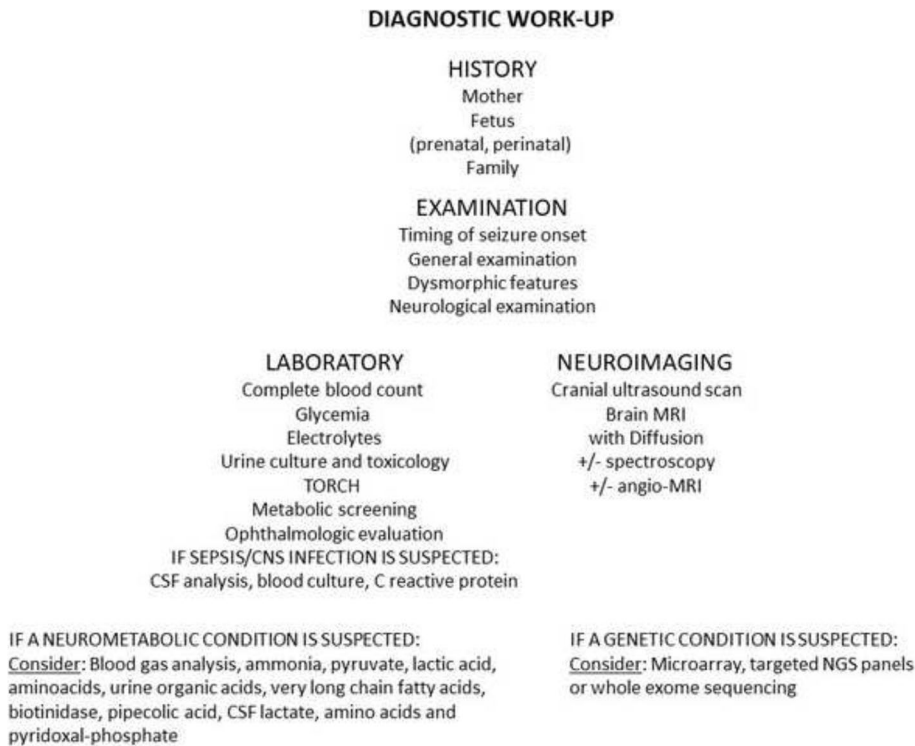 DIAGNOSTIC WORK-UP
HISTORY
Mother
Fetus
(prenatal, perinatal)
Family
EXAMINATION
Timing of seizure onset
General examination
Dysmorphic features
Neurological examination
LABORATORY
Complete blood count
Glycemia
Electrolytes
Urine culture and toxicology
TORCH
Metabolic screening
Ophthalmologic evaluation
IF SEPSIS/CNS INFECTION IS SUSPECTED:
CSF analysis, blood culture, C reactive protein
NEUROIMAGING
Cranial ultrasound scan
Brain MRI
with Diffusion
+/- spectroscopy
+/- angio-MRI
IF A NEUROMETABOLIC CONDITION IS SUSPECTED:
Consider: Blood gas analysis, ammonia, pyruvate, lactic acid,
aminoacids, urine organic acids, very long chain fatty acids,
biotinidase, pipecolic acid, CSF lactate, amino acids and
pyridoxal-phosphate
IF A GENETIC CONDITION IS SUSPECTED:
Consider: Microarray, targeted NGS panels
or whole exome sequencing